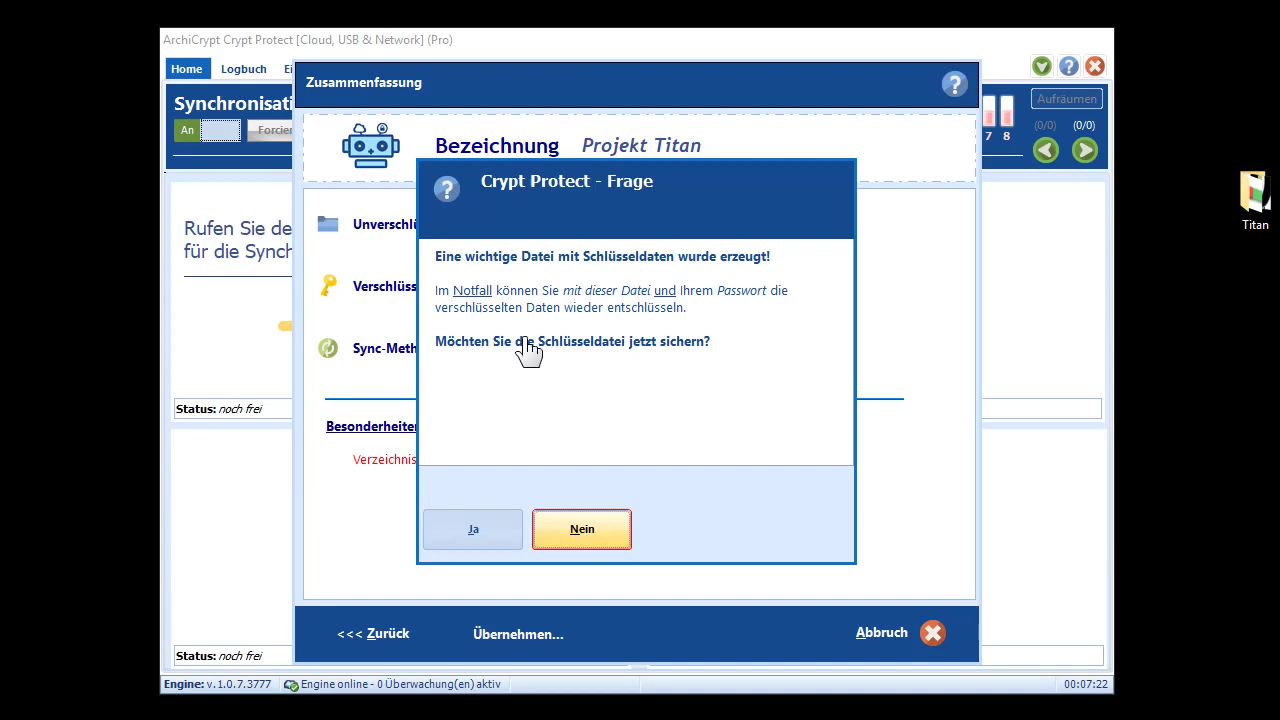 ArchiCrypt Crypt Protect [Cloud, USB & Network] (Pro)
Home Logbuch Ei
Zusammenfassung
Synchronisati
An Forcier
7 8
Aufräumen
(0/0) (0/0)
Bezeichnung Projekt Titan
Crypt Protect - Frage
Rufen Sie de
für die Synch
Unverschlü
Verschlüss
Sync-Meth
Eine wichtige Datei mit Schlüsseldaten wurde erzeugt!
Im Notfall können Sie mit dieser Datei und Ihrem Passwort die
verschlüsselten Daten wieder entschlüsseln.
Möchten Sie die Schlüsseldatei jetzt sichern?
Status: noch frei
Besonderheiten
Verzeichnis
Ja Nein
<<< Zurück Übernehmen... Abbruch
Status: noch frei
Engine: v.1.0.7.3777 Engine online - 0 Überwachung(en) aktiv 00:07:22
Titan